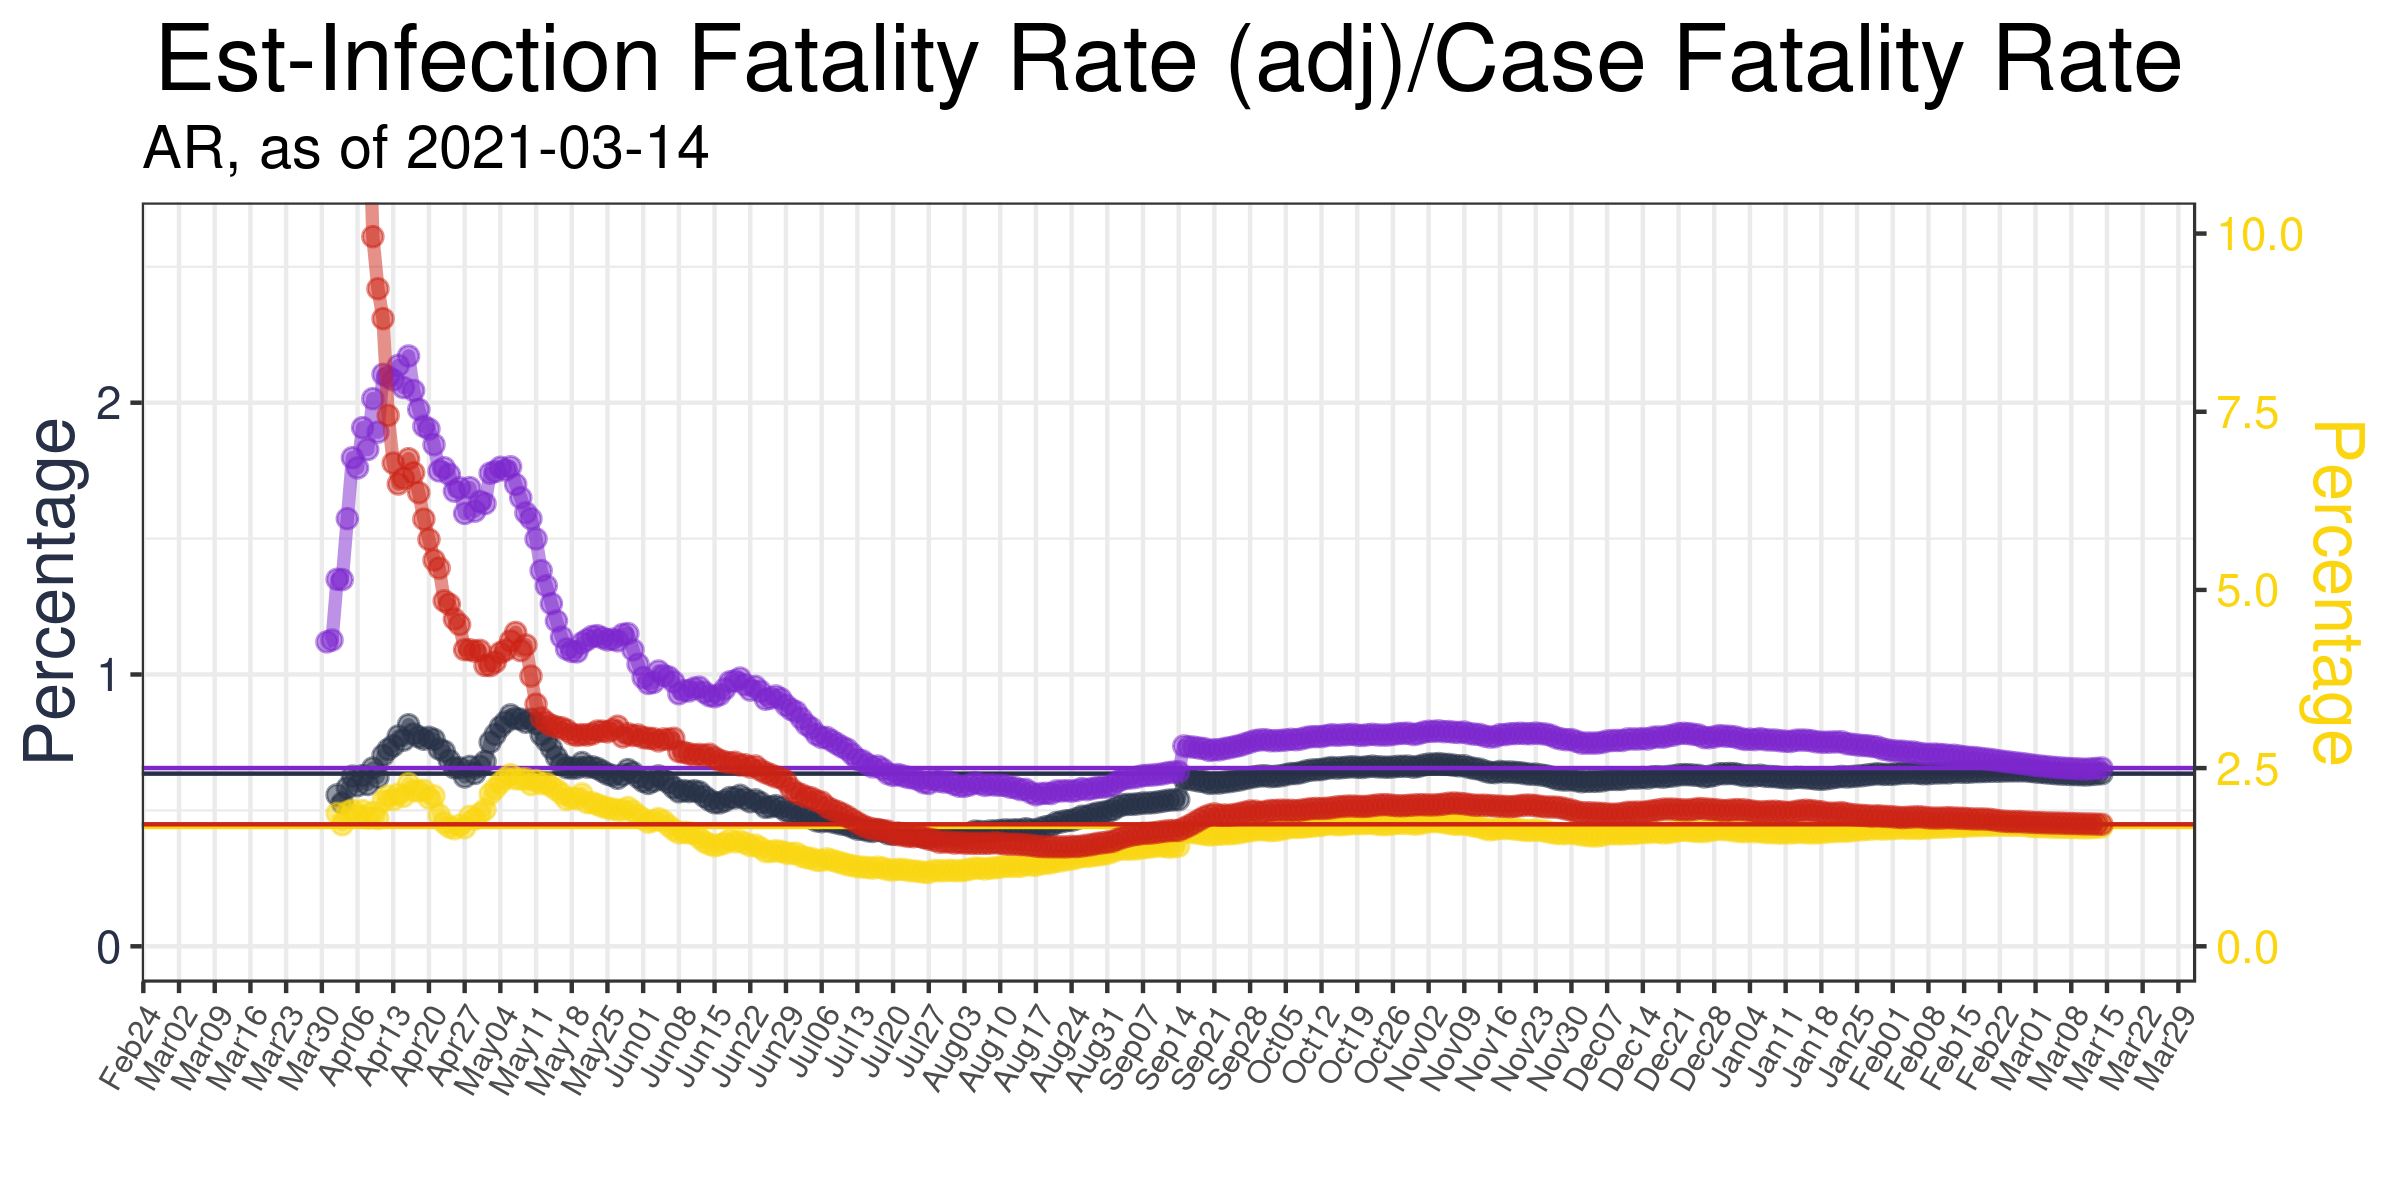 Est-Infection Fatality Rate (adj)/Case Fatality Rate
AR, as of 2021-03-14
Percentage
2
1
0
10.0
7.5
5.0
2.5
0.0
Percentage
Feb24 Mar02 Mar09 Mar16 Mar23 Mar30 Apr06 Apr13 Apr20 Apr27 May04 May11 May18 May25 Jun01 Jun08 Jun15 Jun22 Jun29 Jul06 Jul13 Jul20 Jul27 Aug03 Aug10 Aug17 Aug24 Aug31 Sep07 Sep14 Sep21 Sep28 Oct05 Oct12 Oct19 Oct26 Nov02 Nov09 Nov16 Nov23 Nov30 Dec07 Dec14 Dec21 Dec28 Jan04 Jan11 Jan18 Jan25 Feb01 Feb08 Feb15 Feb22 Mar01 Mar08 Mar15 Mar22 Mar29